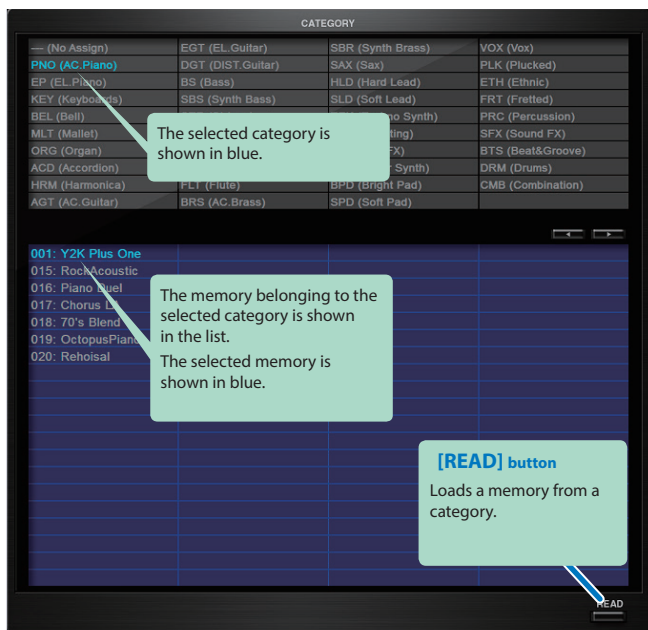 CATEGORY
--- (No Assign) EGT (EL.Guitar) SBR (Synth Brass) VOX (Vox)
PNO (AC.Piano) DGT (DIST.Guitar) SAX (Sax) PLK (Plucked)
EP (EL.Piano) BS (Bass) HLD (Hard Lead) ETH (Ethnic)
KEY (Keyboards) SBS (Synth Bass) SLD (Soft Lead) FRT (Fretted)
BEL (Bell) Synth) PRC (Percussion)
MLT (Mallet) SFX (Sound FX)
ORG (Organ) BTS (Beat&Groove)
ACD (Accordion) Synth) DRM (Drums)
HRM (Harmonica) FLT (Flute) BPD (Bright Pad) CMB (Combination)
AGT (AC.Guitar) BRS (AC.Brass) SPD (Soft Pad)
The selected category is
shown in blue.
001: Y2K Plus One
015: RockAcoustic
016: Piano Duel
017: Chorus
018: 70's Blend
019: OctopusPiano
020: Rehoisal
The memory belonging to the
selected category is shown
in the list.
The selected memory is
shown in blue.
[READ] button
Loads a memory from a
category.
READ